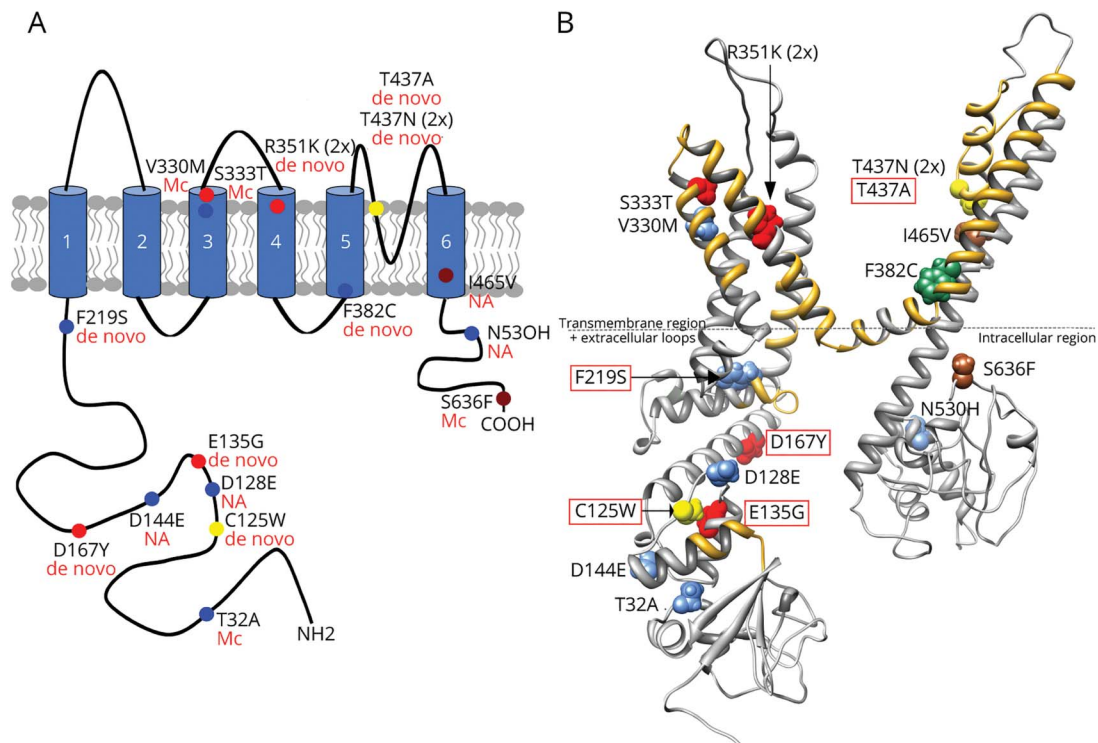 A
T437A
de novo
T437N (2x)
de novo
R351K (2x)
de novo
V330M
Mc
S333T
Mc
1
2
3
4
5
6
I465V
NA
F219S
de novo
F382C
de novo
N53OH
NA
S636F
Mc
COOH
E135G
de novo
D128E
NA
D144E
NA
C125W
de novo
D167Y
de novo
T32A
Mc
NH2
B
R351K (2x)
T437N (2x)
T437A
S333T
V330M
I465V
F382C
Transmembrane region
+ extracellular loops
Intracellular region
F219S
S636F
N530H
D167Y
D128E
C125W
E135G
D144E
T32A